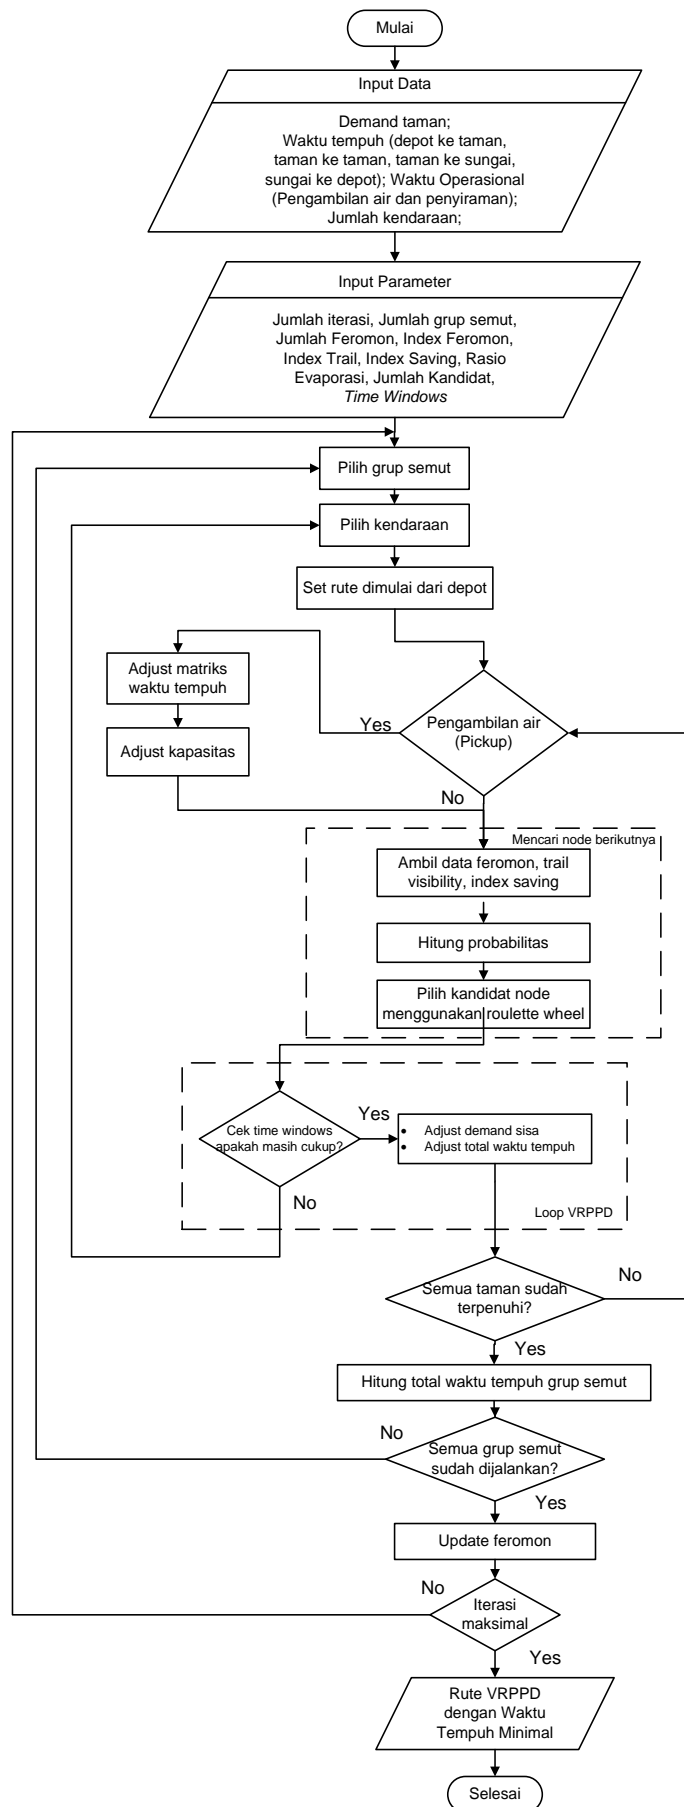 Mulai
Input Data
Demand taman;
Waktu tempuh (depot ke taman,
taman ke taman, taman ke sungai,
sungai ke depot); Waktu Operasional
(Pengambilan air dan penyiraman);
Jumlah kendaraan;
Input Parameter
Jumlah iterasi, Jumlah grup semut,
Jumlah Feromon, Index Feromon,
Index Trail, Index Saving, Rasio
Evaporasi, Jumlah Kandidat,
Time Windows
Pilih grup semut
Pilih kendaraan
Set rute dimulai dari depot
Adjust matriks
waktu tempuh
Adjust kapasitas
Yes
Pengambilan air
(Pickup)
No
Mencari node berikutnya
Ambil data feromon, trail
visibility, index saving
Hitung probabilitas
Pilih kandidat node
menggunakan roulette wheel
Cek time windows
apakah masih cukup?
Yes
• Adjust demand sisa
• Adjust total waktu tempuh
No
Loop VRPPD
Semua taman sudah
terpenuhi?
No
Yes
Hitung total waktu tempuh grup semut
No
Semua grup semut
sudah dijalankan?
Yes
Update feromon
No
Iterasi
maksimal
Yes
Rute VRPPD
dengan Waktu
Tempuh Minimal
Selesai